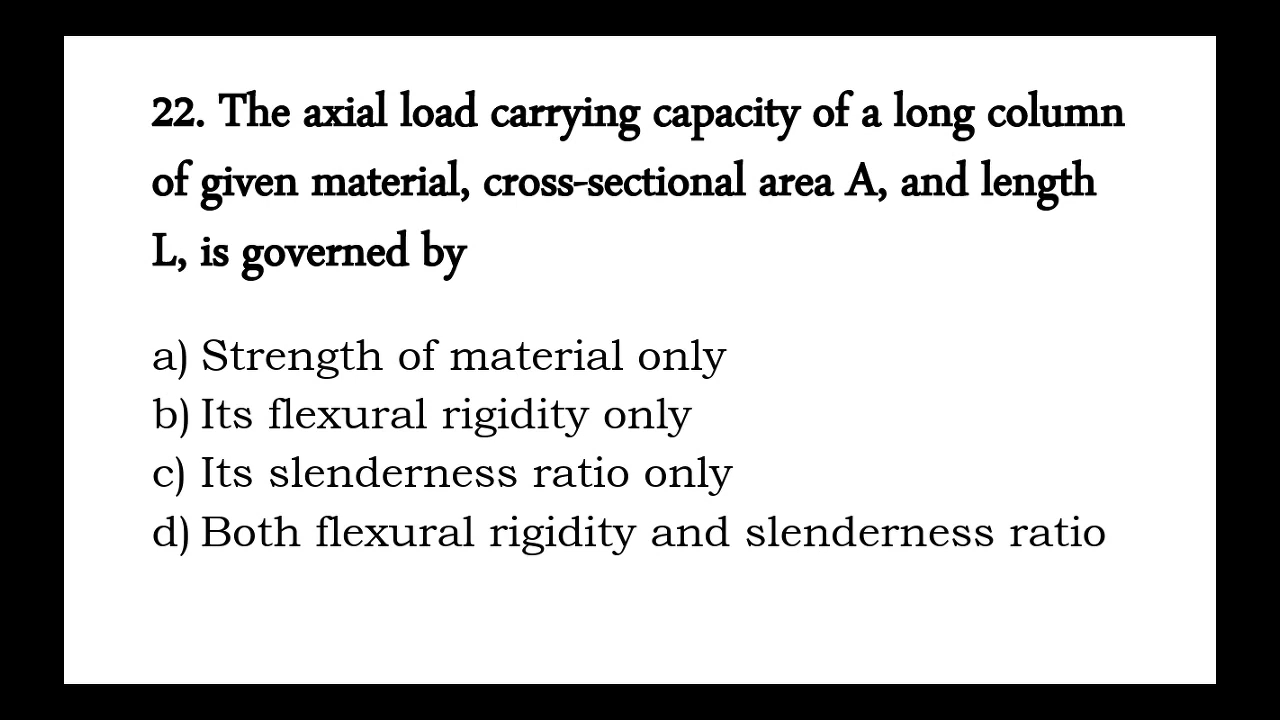 22. The axial load carrying capacity of a long column
of given material, cross-sectional area A, and length
L, is governed by
a) Strength of material only
b) Its flexural rigidity only
c) Its slenderness ratio only
d) Both flexural rigidity and slenderness ratio